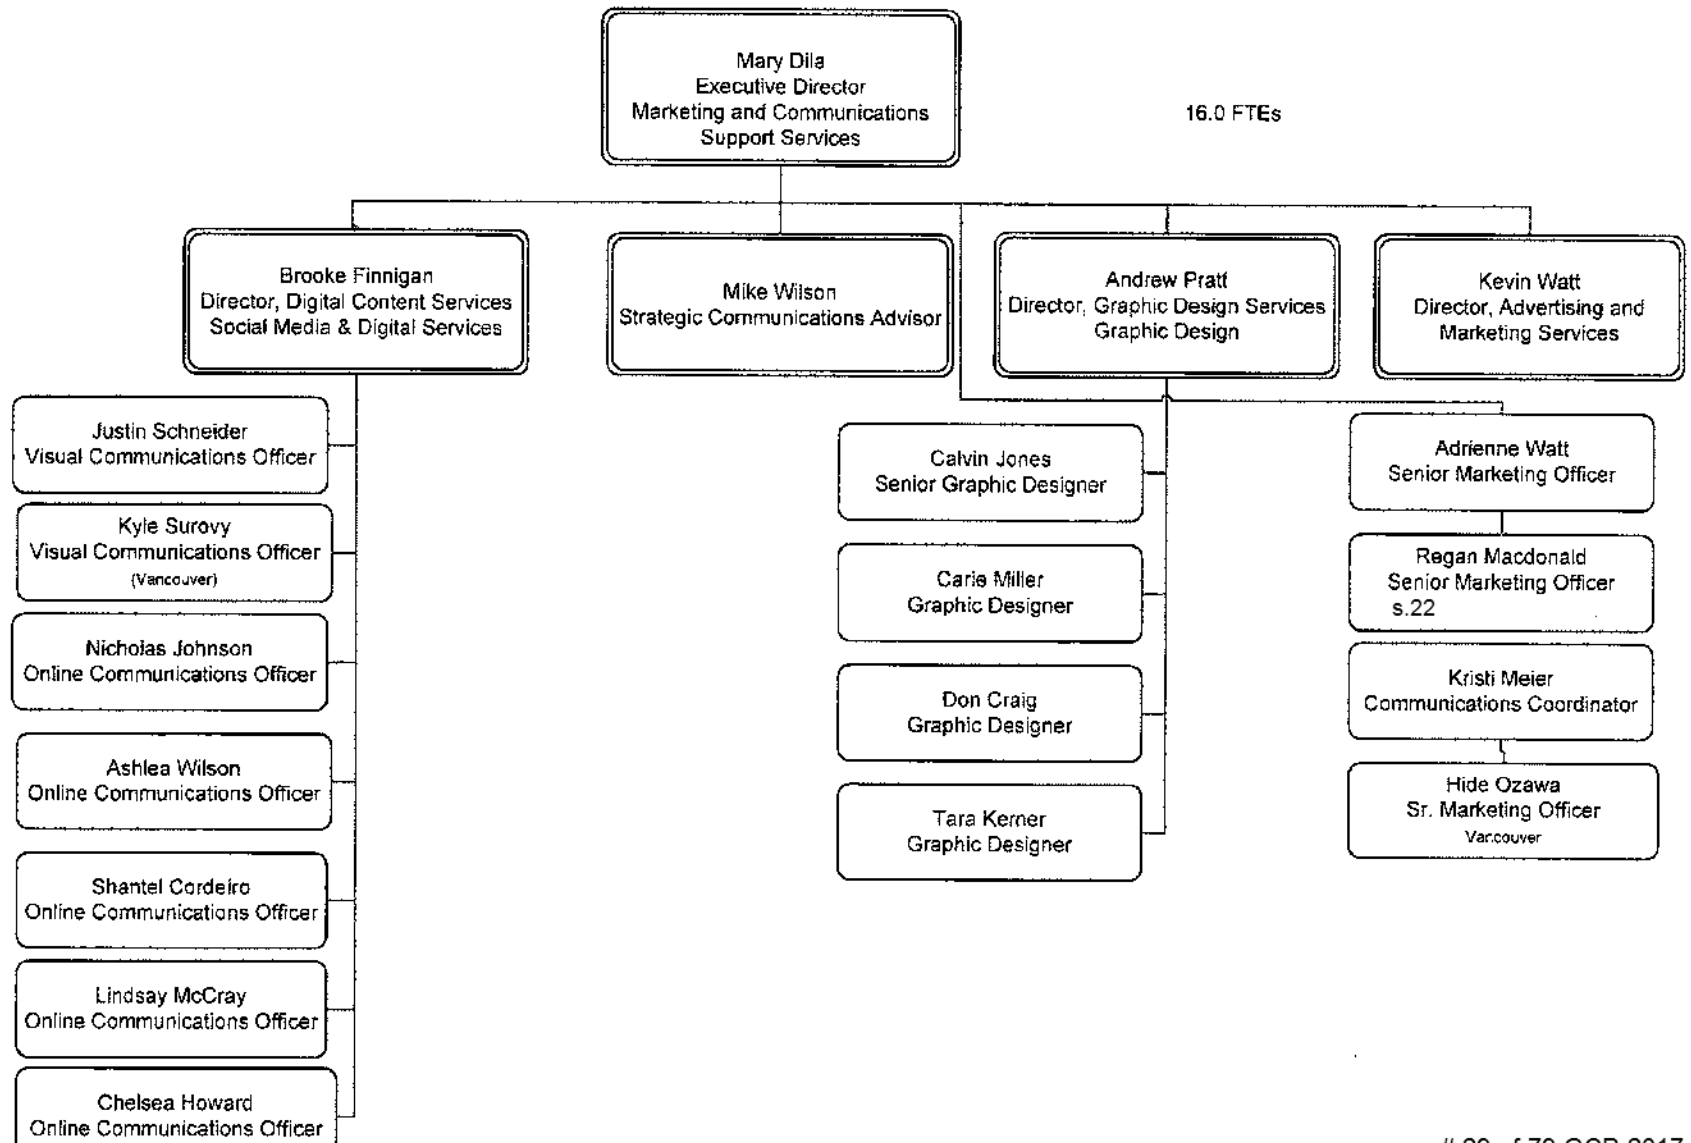 Mary Dila
Executive Director
Marketing and Communications
Support Services
16.0 FTEs
Brooke Finnigan
Director, Digital Content Services
Social Media & Digital Services
Mike Wilson
Strategic Communications Advisor
Andrew Pratt
Director, Graphic Design Services
Graphic Design
Kevin Watt
Director, Advertising and
Marketing Services
Justin Schneider
Visual Communications Officer
Kyle Surovy
Visual Communications Officer
(Vancouver)
Nicholas Johnson
Online Communications Officer
Ashlea Wilson
Online Communications Officer
Shantel Cordeiro
Online Communications Officer
Lindsay McCray
Online Communications Officer
Chelsea Howard
Online Communications Officer
Calvin Jones
Senior Graphic Designer
Carie Miller
Graphic Designer
Don Craig
Graphic Designer
Tara Kerner
Graphic Designer
Adrienne Watt
Senior Marketing Officer
Regan Macdonald
Senior Marketing Officer
s.22
Kristi Meier
Communications Coordinator
Hide Ozawa
Sr. Marketing Officer
Vancouver